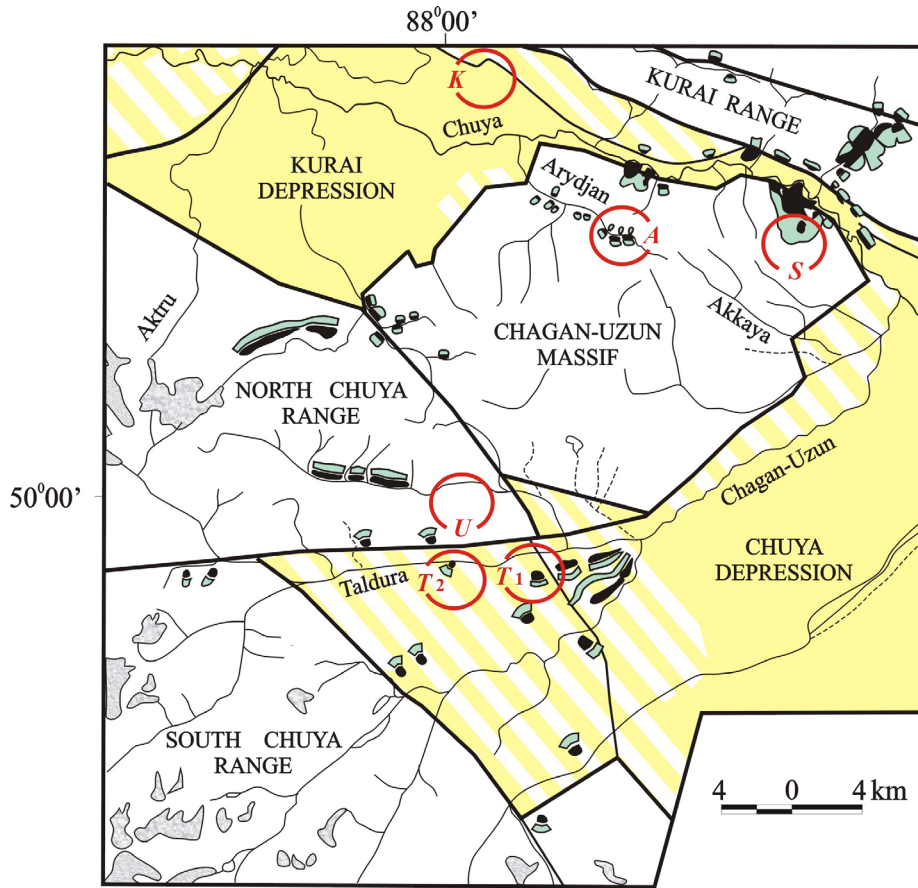 88°00'
K
KURAI RANGE
Chuya
KURAI
DEPRESSION
Arydjan
A
S
Aktru
Akkaya
CHAGAN-UZUN
MASSIF
NORTH CHUYA
RANGE
50°00'
U
Chagan-Uzun
CHUYA
DEPRESSION
Taldura
T2
T1
SOUTH CHUYA
RANGE
4 0 4 km